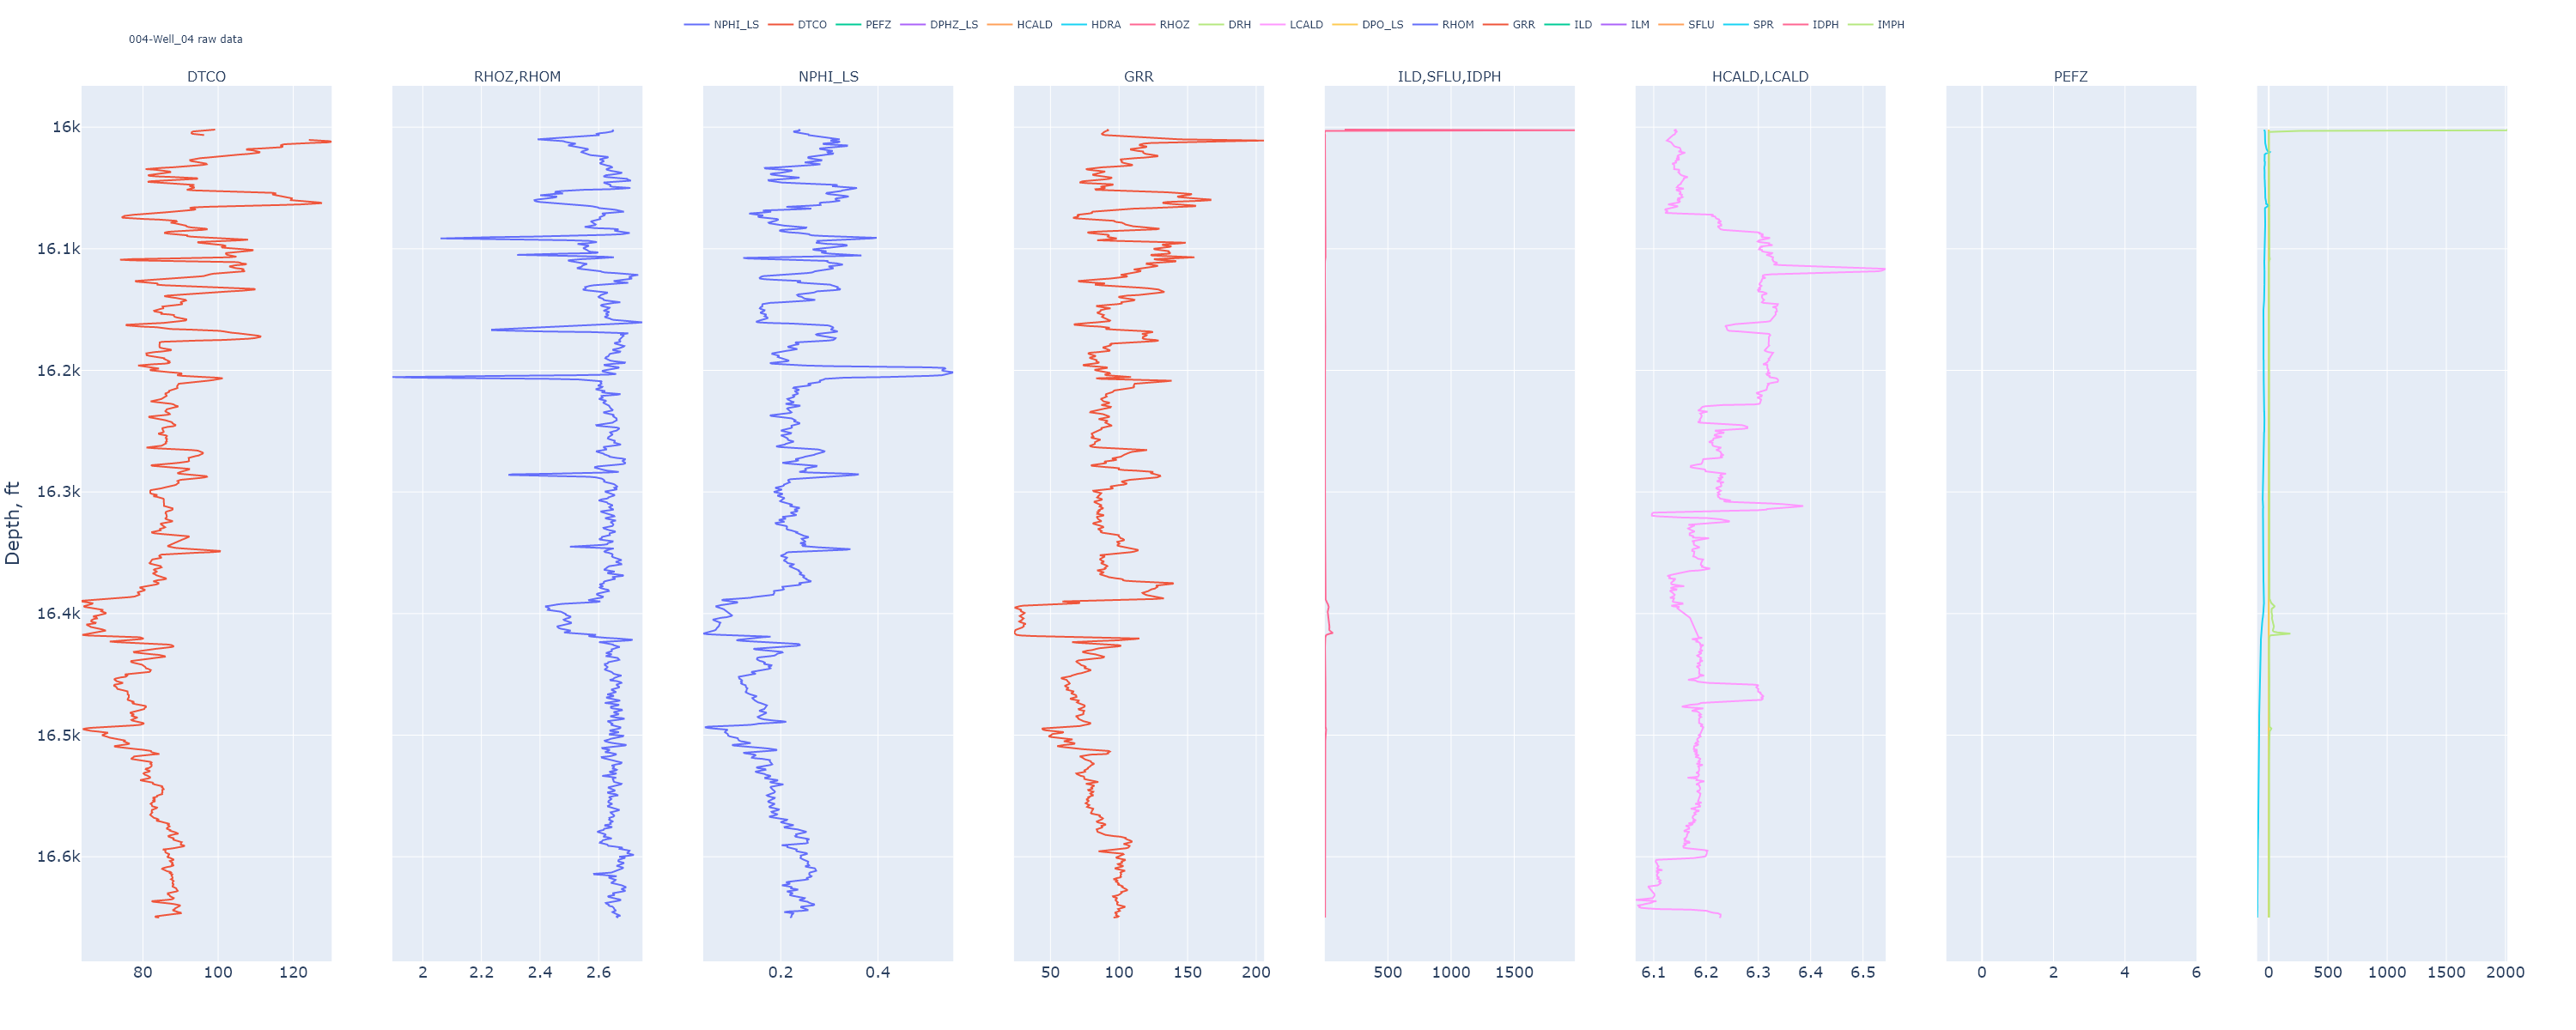 NPHI_LS DTCO PEFZ DPHZ_LS HCALD HDRA RHOZ DRH LCALD DPO_LS RHOM GRR ILD ILM SFLU SPR IDPH IMPH
004-Well_04 raw data
DTCO RHOZ,RHOM NPHI_LS GRR ILD,SFLU,IDPH HCALD,LCALD PEFZ
Depth, ft
16k
16.1k
16.2k
16.3k
16.4k
16.5k
16.6k
80 100 120 2 2.2 2.4 2.6 0.2 0.4 50 100 150 200 500 1000 1500 6.1 6.2 6.3 6.4 6.5 0 2 4 6 0 500 1000 1500 2000